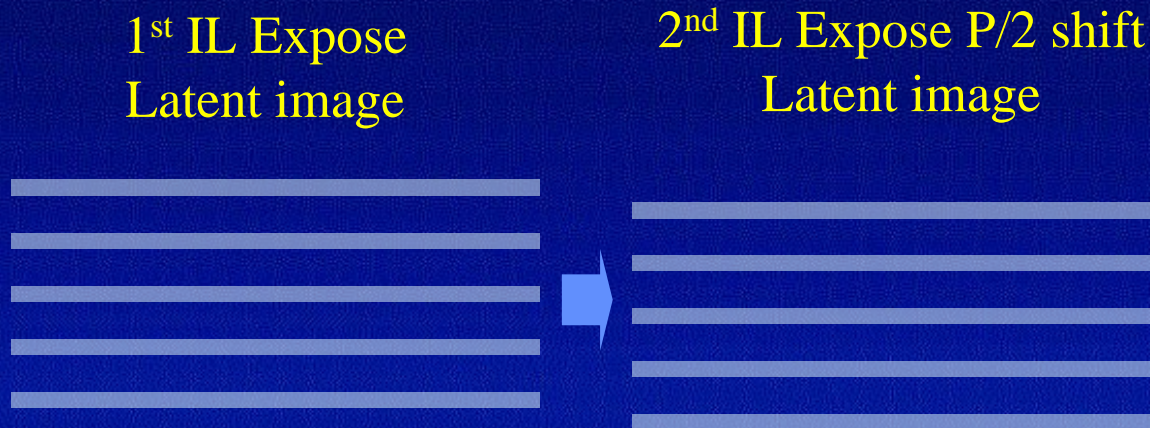 1st IL Expose
Latent image
2nd IL Expose P/2 shift
Latent image